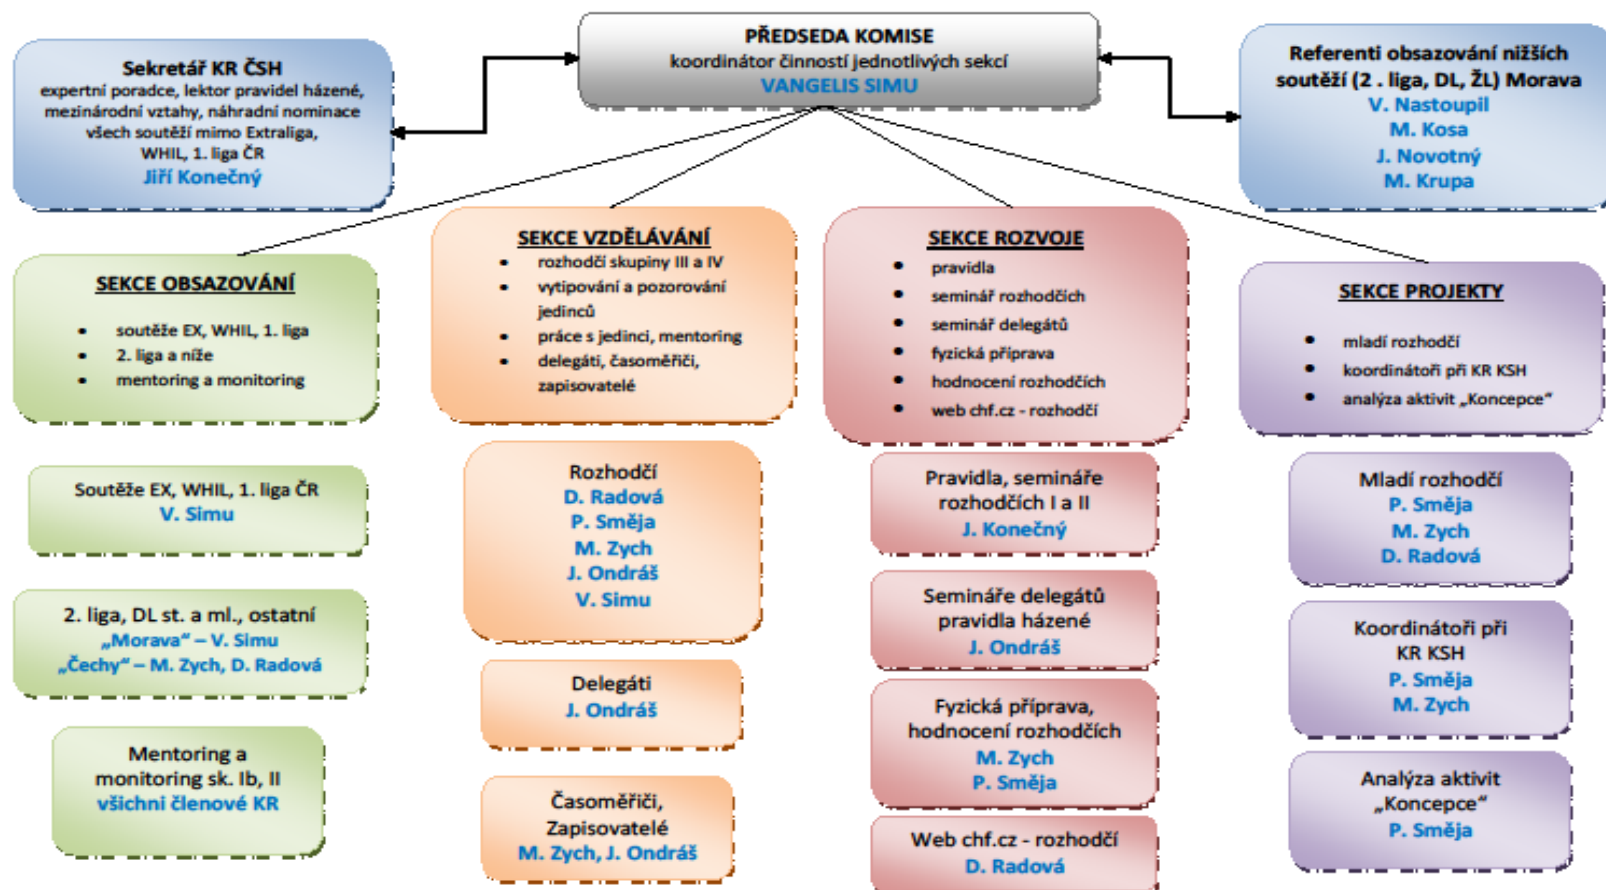 PŘEDSEDA KOMISE
koordinátor činností jednotlivých sekcí
VANGELIS SIMU
Sekretář KR ČSH
expertní poradce, lektor pravidel házené,
mezinárodní vztahy, náhradní nominace
všech soutěží mimo Extraliga,
WHIL, 1. liga ČR
Jiří Konečný
Referenti obsazování nižších
soutěží (2 . liga, DL, ŽL) Morava
V. Nastoupil
M. Kosa
J. Novotný
M. Krupa
SEKCE OBSAZOVÁNÍ
• soutěže EX, WHIL, 1. liga
• 2. liga a níže
• mentoring a monitoring
Soutěže EX, WHIL, 1. liga ČR
V. Simu
2. liga, DL st. a ml., ostatní
„Morava“ – V. Simu
„Čechy“ – M. Zych, D. Radová
Mentoring a
monitoring sk. Ib, II
všichni členové KR
SEKCE VZDĚLÁVÁNÍ
• rozhodčí skupiny III a IV
• vytipování a pozorování
jedinců
• práce s jedinci, mentoring
• delegáti, časoměřiči,
zapisovatelé
Rozhodčí
D. Radová
P. Směja
M. Zych
J. Ondráš
V. Simu
Delegáti
J. Ondráš
Časoměřiči,
Zapisovatelé
M. Zych, J. Ondráš
SEKCE ROZVOJE
• pravidla
• seminář rozhodčích
• seminář delegátů
• fyzická příprava
• hodnocení rozhodčích
• web chf.cz - rozhodčí
Pravidla, semináře
rozhodčích I a II
J. Konečný
Semináře delegátů
pravidla házené
J. Ondráš
Fyzická příprava,
hodnocení rozhodčích
M. Zych
P. Směja
Web chf.cz - rozhodčí
D. Radová
SEKCE PROJEKTY
• mladí rozhodčí
• koordinátoři při KR KSH
• analýza aktivit „Koncepce“
Mladí rozhodčí
P. Směja
M. Zych
D. Radová
Koordinátoři při
KR KSH
P. Směja
M. Zych
Analýza aktivit
„Koncepce“
P. Směja